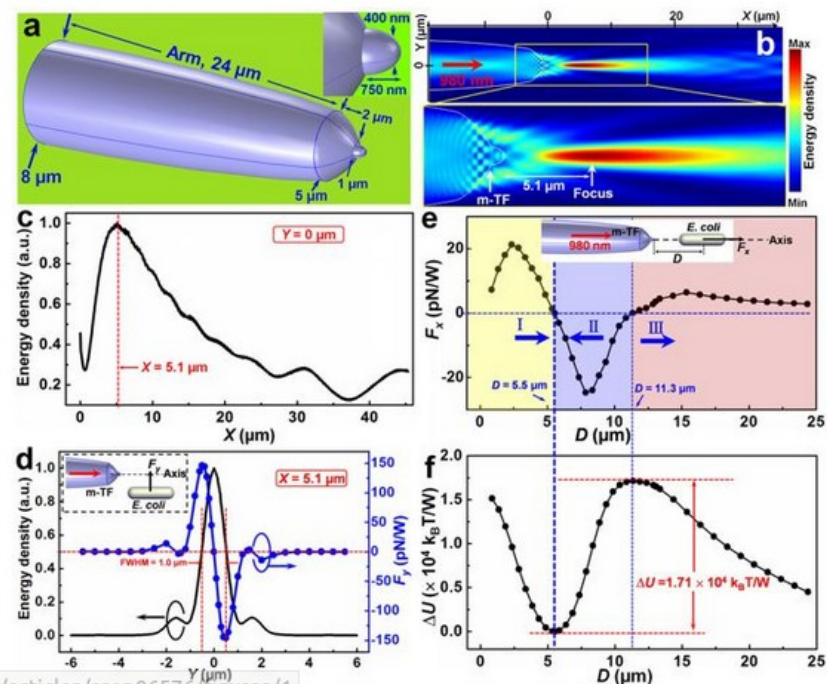 a
Arm, 24 μm
400 nm
750 nm
2 μm
1 μm
5 μm
8 μm
0 20 X (μm)
b
0 Y (μm)
980 nm
5.1 μm
m-TF
Focus
Max
Energy density
Min
c
Energy density (a.u.)
1.0
0.8
0.6
0.4
0.2
Y = 0 μm
X = 5.1 μm
0 10 20 30 40
X (μm)
e
Fx (pN/W)
20
0
-20
980 nm
m-TF
E. coli
D
Fx
Axis
I
II
III
D = 5.5 μm
D = 11.3 μm
0 5 10 15 20 25
D (μm)
d
Energy density (a.u.)
1.0
0.8
0.6
0.4
0.2
0.0
m-TF
Fy
Axis
E. coli
X = 5.1 μm
FWHM = 1.0 μm
150
100
50
0
-50
-100
-150
Fy (pN/W)
-6 -4 -2 0 2 4 6
Y (μm)
f
ΔU (× 10⁴ kBT/W)
2.0
1.5
1.0
0.5
0.0
ΔU =1.71 × 10⁴ kBT/W
0 5 10 15 20 25
D (μm)